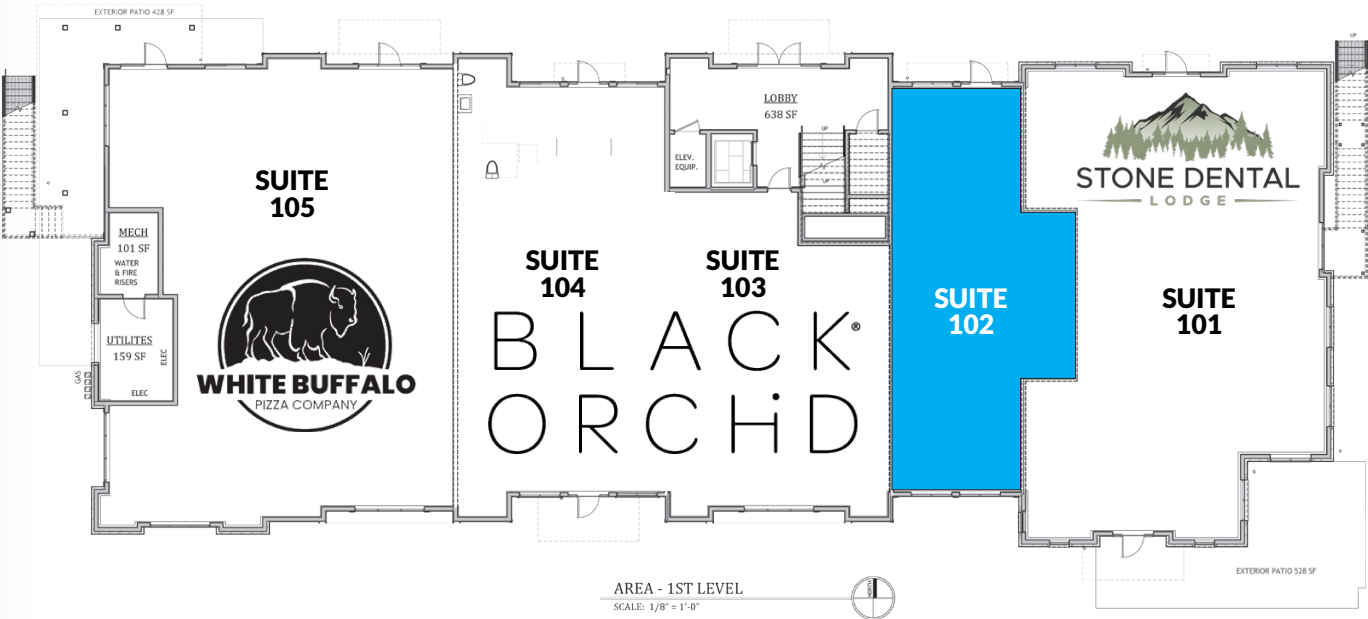 EXTERIOR PATIO 428 SF
UP
LOBBY
638 SF
UP
ELEV.
EQUIP.
UP
STONE DENTAL
LODGE
SUITE
105
MECH
101 SF
WATER
& FIRE
RISERS
SUITE
104
SUITE
103
SUITE
102
SUITE
101
UTILITES
159 SF
ELEC
ELEC
GAS
WHITE BUFFALO
PIZZA COMPANY
BLACK®
ORCHiD
EXTERIOR PATIO 528 SF
AREA - 1ST LEVEL
SCALE: 1/8" = 1'-0"
NORTH